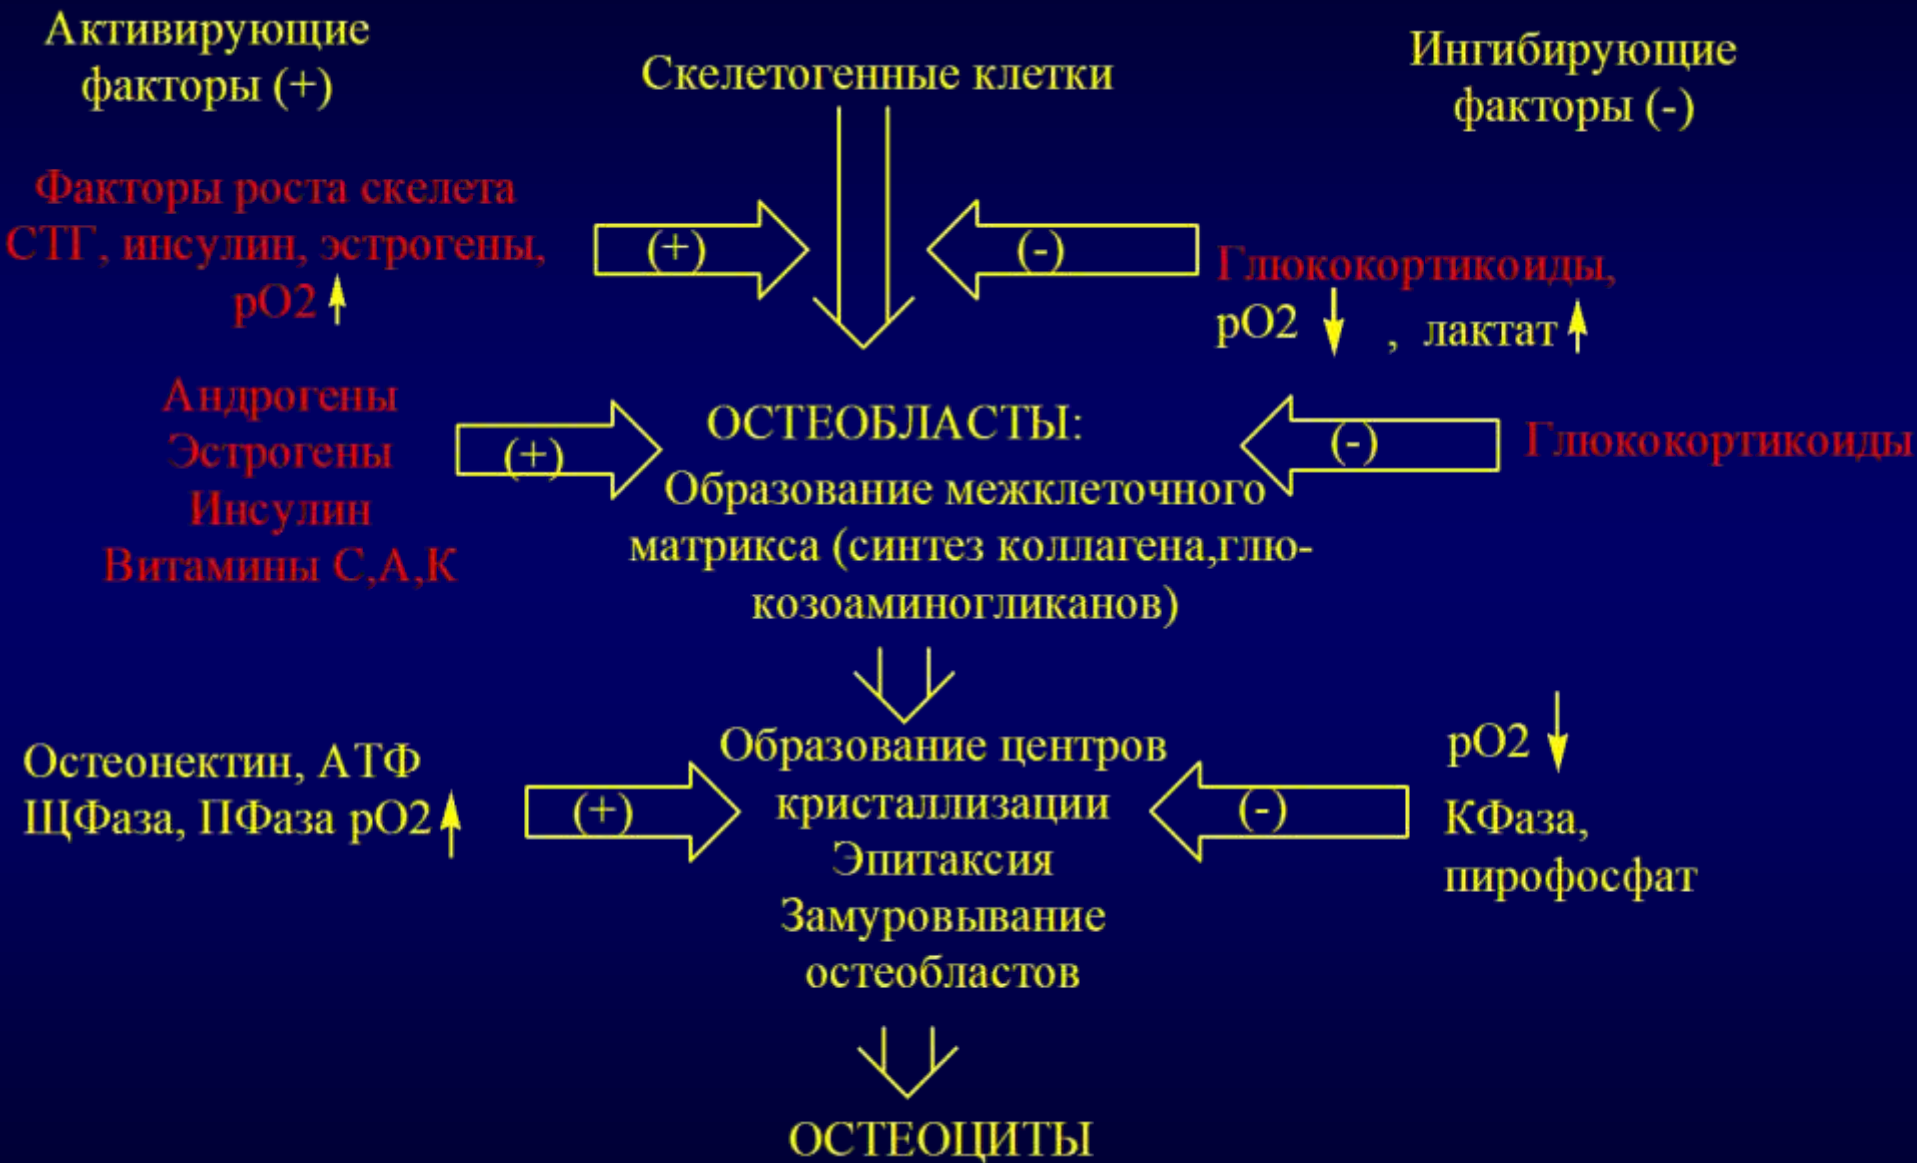 Активирующие
факторы (+)
Скелетогенные клетки
Ингибирующие
факторы (-)
Факторы роста скелета
СТГ, инсулин, эстрогены,
рО2
(+)
(-)
Глюкокортикоиды,
рО2 , лактат
Андрогены
Эстрогены
Инсулин
Витамины С,А,К
(+)
ОСТЕОБЛАСТЫ:
Образование межклеточного
матрикса (синтез коллагена,глю-
козоаминогликанов)
(-)
Глюкокортикоиды
Остеонектин, АТФ
ЩФаза, ПФаза рО2
(+)
Образование центров
кристаллизации
Эпитаксия
Замуровывание
остеобластов
(-)
рО2
КФаза,
пирофосфат
ОСТЕОЦИТЫ